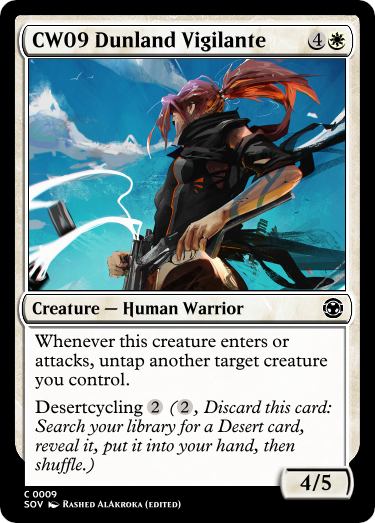 CW09 Dunland Vigilante 4
Creature — Human Warrior
Whenever this creature enters or
attacks, untap another target creature
you control.
Desertcycling 2 (2, Discard this card:
Search your library for a Desert card,
reveal it, put it into your hand, then
shuffle.)
4/5
C 0009
SOV Rashed AlAkroka (edited)